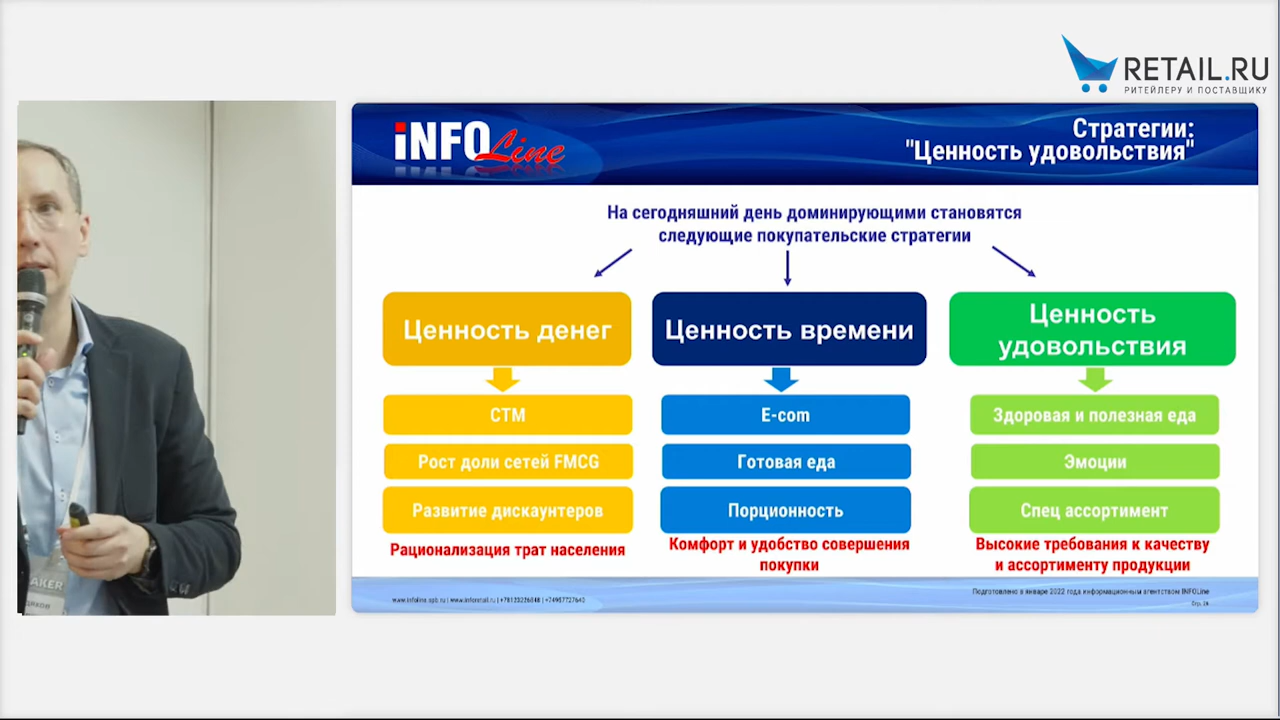 RETAIL.RU
РИТЕЙЛЕРУ И ПОСТАВЩИКУ
iNFOLine
Стратегии:
"Ценность удовольствия"
На сегодняшний день доминирующими становятся
следующие покупательские стратегии
Ценность денег
Ценность времени
Ценность
удовольствия
СТМ
E-com
Здоровая и полезная еда
Рост доли сетей FMCG
Готовая еда
Эмоции
Развитие дискаунтеров
Порционность
Спец ассортимент
Рационализация трат населения
Комфорт и удобство совершения
покупки
Высокие требования к качеству
и ассортименту продукции
Подготовлено в январе 2022 года информационным агентством INFOLine